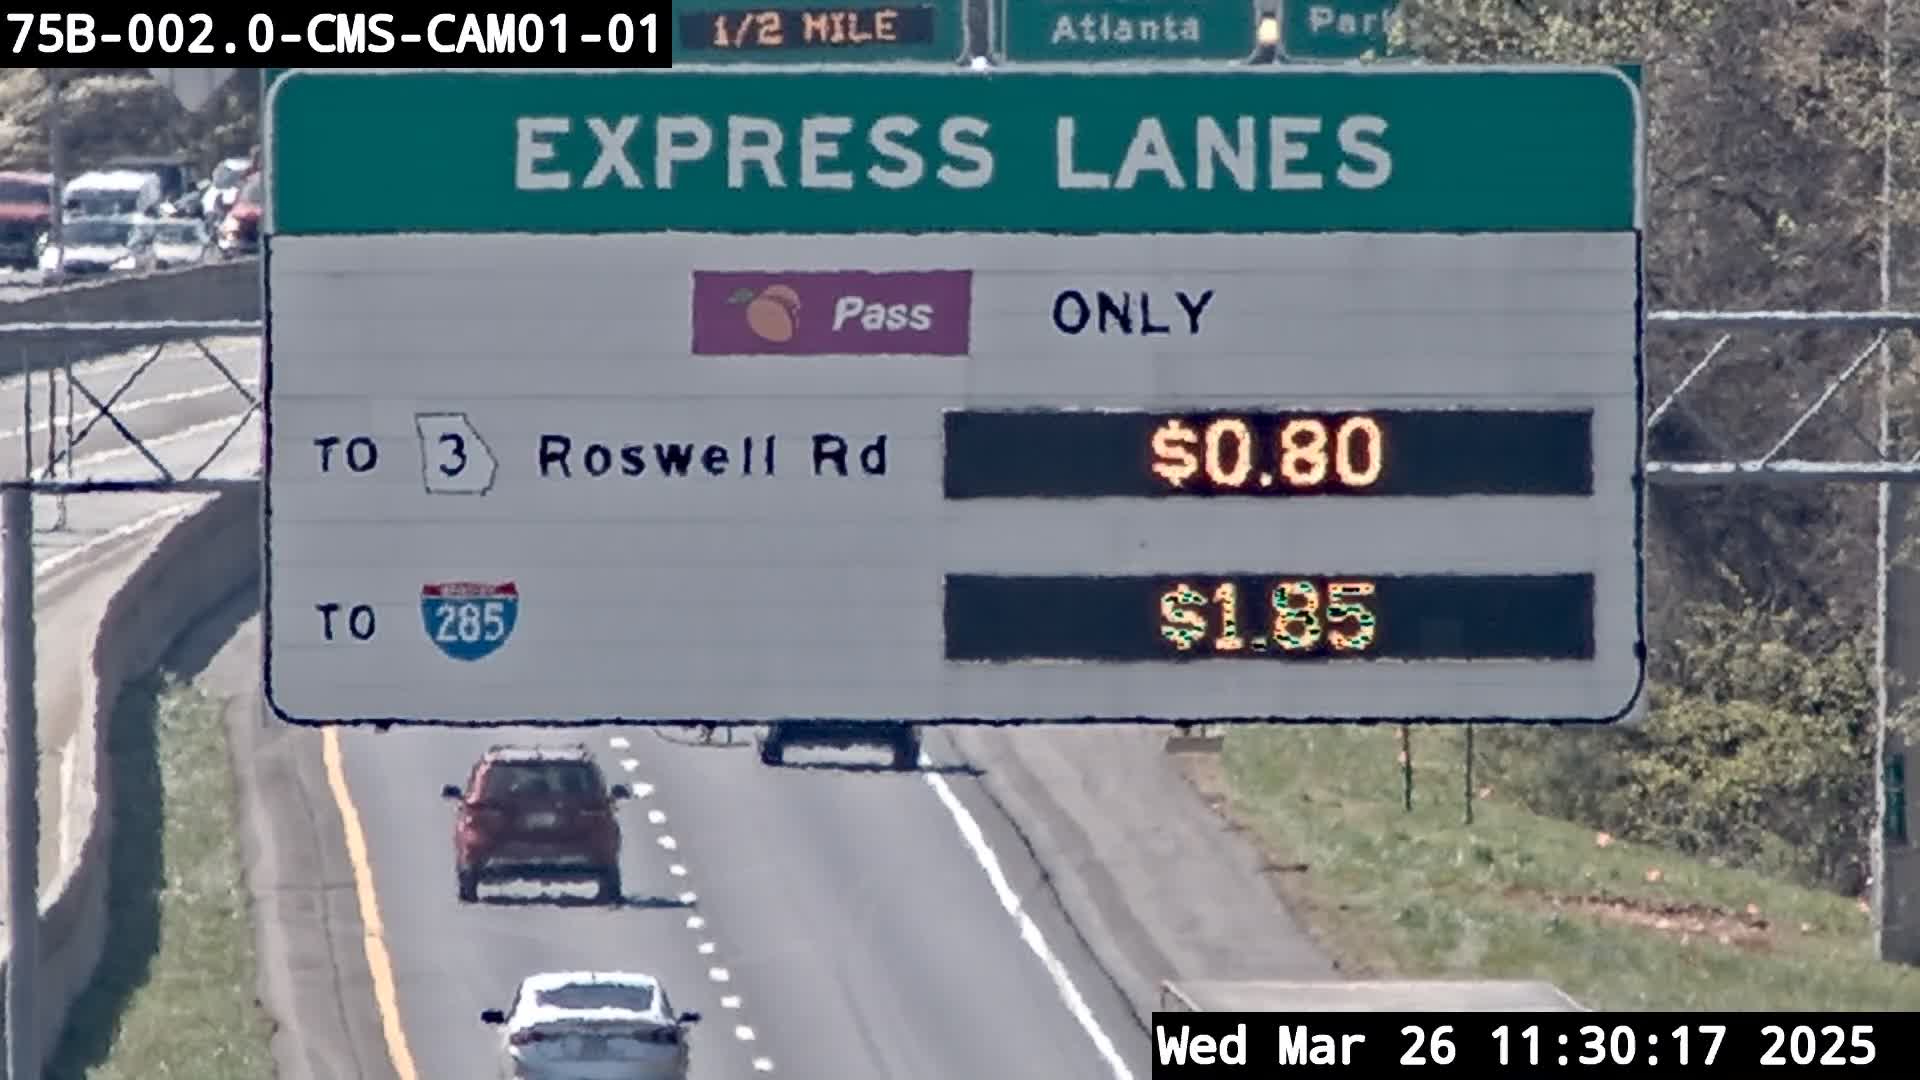 75B-002.0-CMS-CAM01-01
1/2 MILE
Atlanta
EXPRESS LANES
Pass ONLY
TO 3 Roswell Rd $0.80
TO 285 $1.85
Wed Mar 26 11:30:17 2025